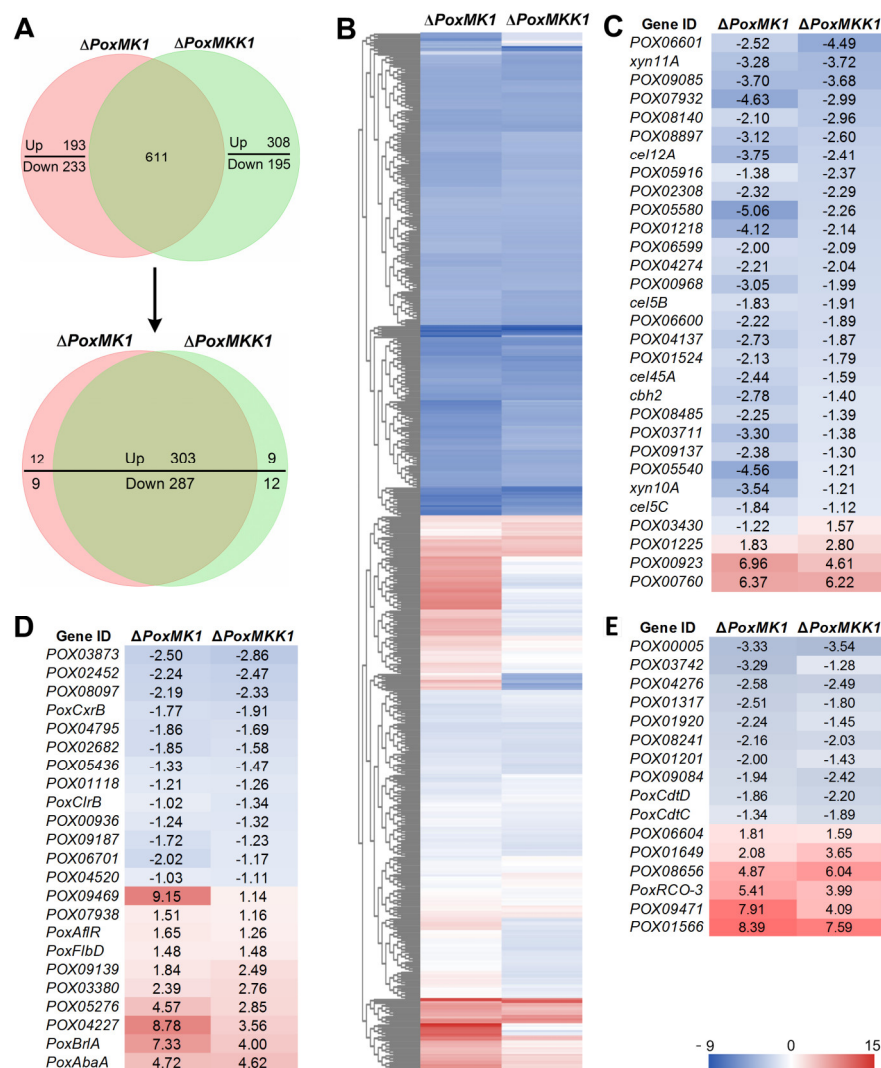 A
ΔPoxMK1 ΔPoxMKK1
Up 193
Down 233
611
Up 308
Down 195
ΔPoxMK1 ΔPoxMKK1
12 Up 303 9
9 Down 287 12
B
ΔPoxMK1 ΔPoxMKK1
C
Gene ID ΔPoxMK1 ΔPoxMKK1
POX06601 -2.52 -4.49
xyn11A -3.28 -3.72
POX09085 -3.70 -3.68
POX07932 -4.63 -2.99
POX08140 -2.10 -2.96
POX08897 -3.12 -2.60
cel12A -3.75 -2.41
POX05916 -1.38 -2.37
POX02308 -2.32 -2.29
POX05580 -5.06 -2.26
POX01218 -4.12 -2.14
POX06599 -2.00 -2.09
POX04274 -2.21 -2.04
POX00968 -3.05 -1.99
cel5B -1.83 -1.91
POX06600 -2.22 -1.89
POX04137 -2.73 -1.87
POX01524 -2.13 -1.79
cel45A -2.44 -1.59
cbh2 -2.78 -1.40
POX08485 -2.25 -1.39
POX03711 -3.30 -1.38
POX09137 -2.38 -1.30
POX05540 -4.56 -1.21
xyn10A -3.54 -1.21
cel5C -1.84 -1.12
POX03430 -1.22 1.57
POX01225 1.83 2.80
POX00923 6.96 4.61
POX00760 6.37 6.22
D
Gene ID ΔPoxMK1 ΔPoxMKK1
POX03873 -2.50 -2.86
POX02452 -2.24 -2.47
POX08097 -2.19 -2.33
PoxCxrB -1.77 -1.91
POX04795 -1.86 -1.69
POX02682 -1.85 -1.58
POX05436 -1.33 -1.47
POX01118 -1.21 -1.26
PoxClrB -1.02 -1.34
POX00936 -1.24 -1.32
POX09187 -1.72 -1.23
POX06701 -2.02 -1.17
POX04520 -1.03 -1.11
POX09469 9.15 1.14
POX07938 1.51 1.16
PoxAflR 1.65 1.26
PoxFlbD 1.48 1.48
POX09139 1.84 2.49
POX03380 2.39 2.76
POX05276 4.57 2.85
POX04227 8.78 3.56
PoxBrlA 7.33 4.00
PoxAbaA 4.72 4.62
E
Gene ID ΔPoxMK1 ΔPoxMKK1
POX00005 -3.33 -3.54
POX03742 -3.29 -1.28
POX04276 -2.58 -2.49
POX01317 -2.51 -1.80
POX01920 -2.24 -1.45
POX08241 -2.16 -2.03
POX01201 -2.00 -1.43
POX09084 -1.94 -2.42
PoxCdtD -1.86 -2.20
PoxCdtC -1.34 -1.89
POX06604 1.81 1.59
POX01649 2.08 3.65
POX08656 4.87 6.04
PoxRCO-3 5.41 3.99
POX09471 7.91 4.09
POX01566 8.39 7.59
- 9 0 15